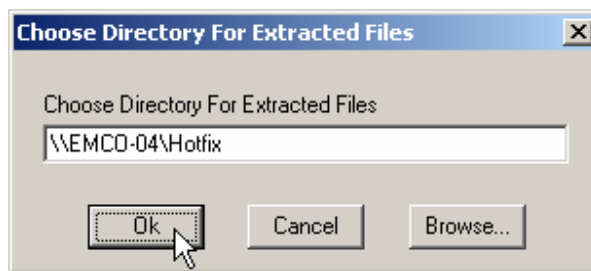 Choose Directory For Extracted Files
Choose Directory For Extracted Files
\\EMCO-04\Hotfix
Ok Cancel Browse...